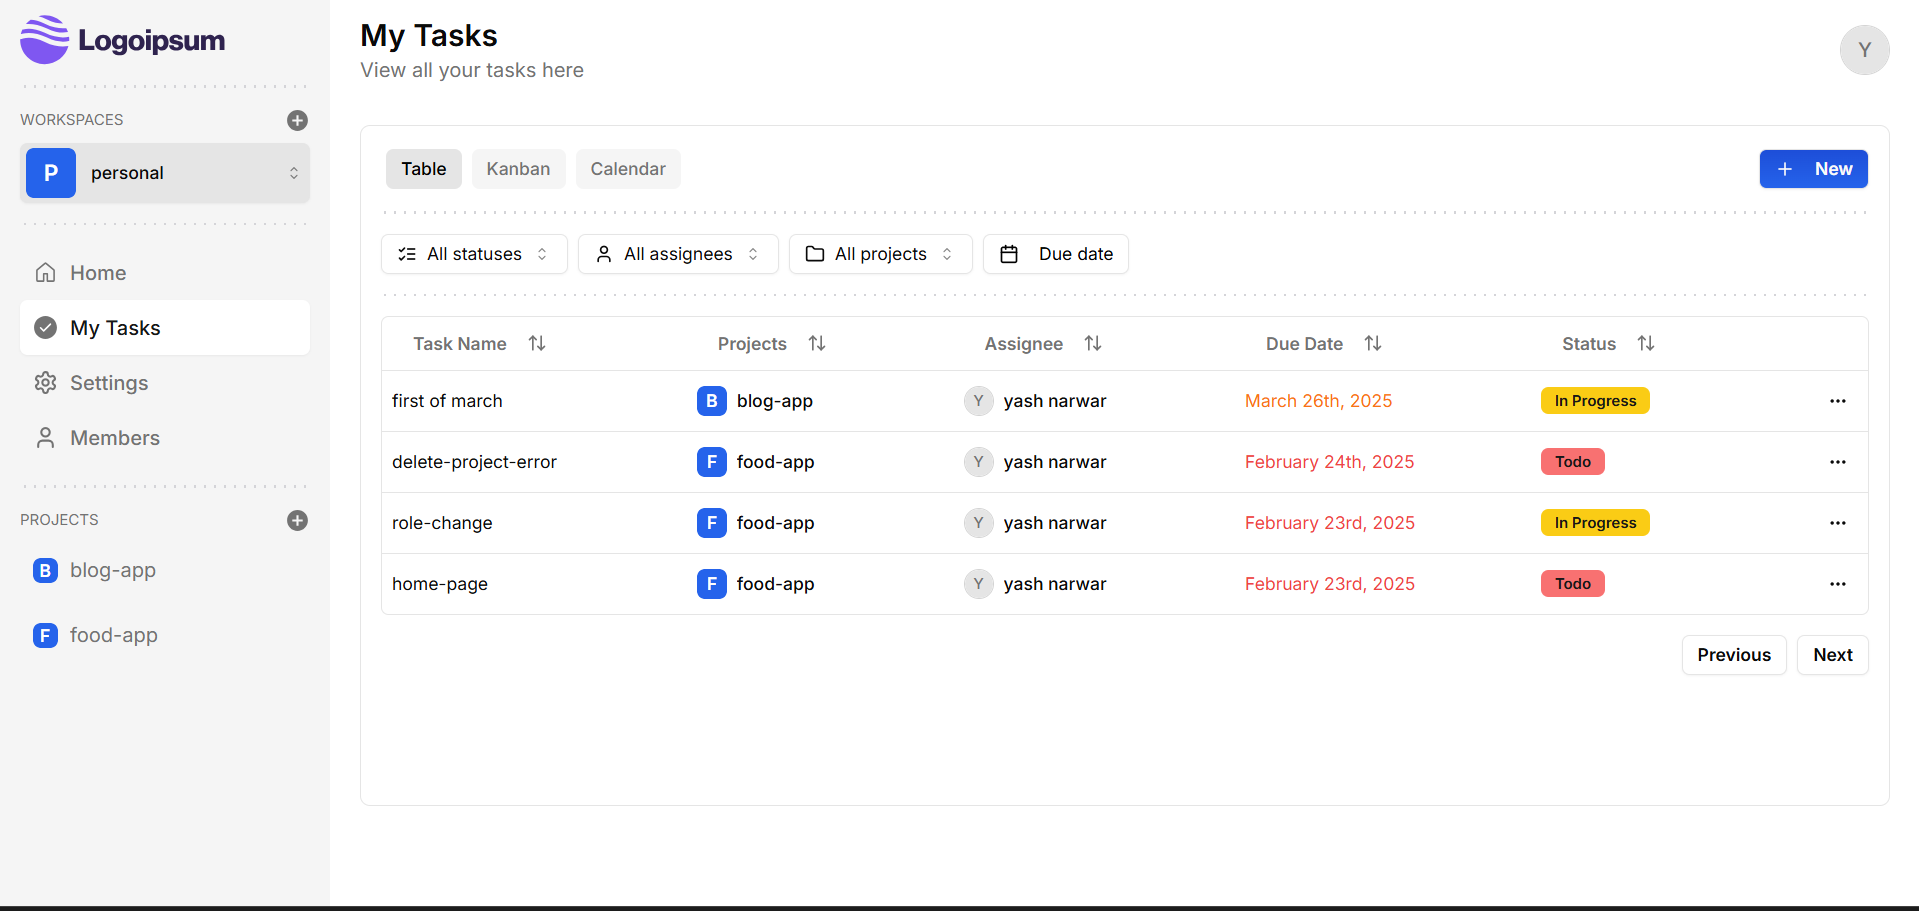 Logoipsum
WORKSPACES
P personal
Home
My Tasks
Settings
Members
PROJECTS
B blog-app
F food-app
My Tasks
View all your tasks here
Y
Table Kanban Calendar
New
All statuses All assignees All projects Due date
Task Name Projects Assignee Due Date Status
first of march B blog-app Y yash narwar March 26th, 2025 In Progress
delete-project-error F food-app Y yash narwar February 24th, 2025 Todo
role-change F food-app Y yash narwar February 23rd, 2025 In Progress
home-page F food-app Y yash narwar February 23rd, 2025 Todo
Previous Next